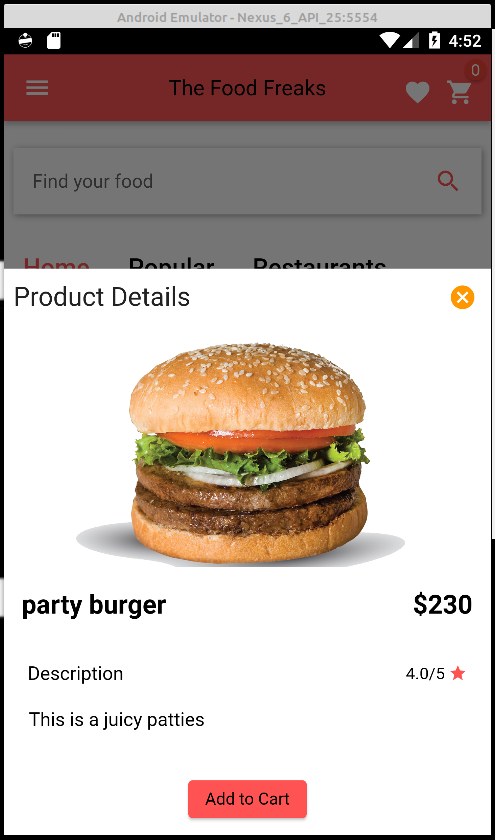 Android Emulator - Nexus_6_API_25:5554
4:52
The Food Freaks
0
Find your food
Home Popular Restaurants
Product Details
party burger $230
Description 4.0/5
This is a juicy patties
Add to Cart